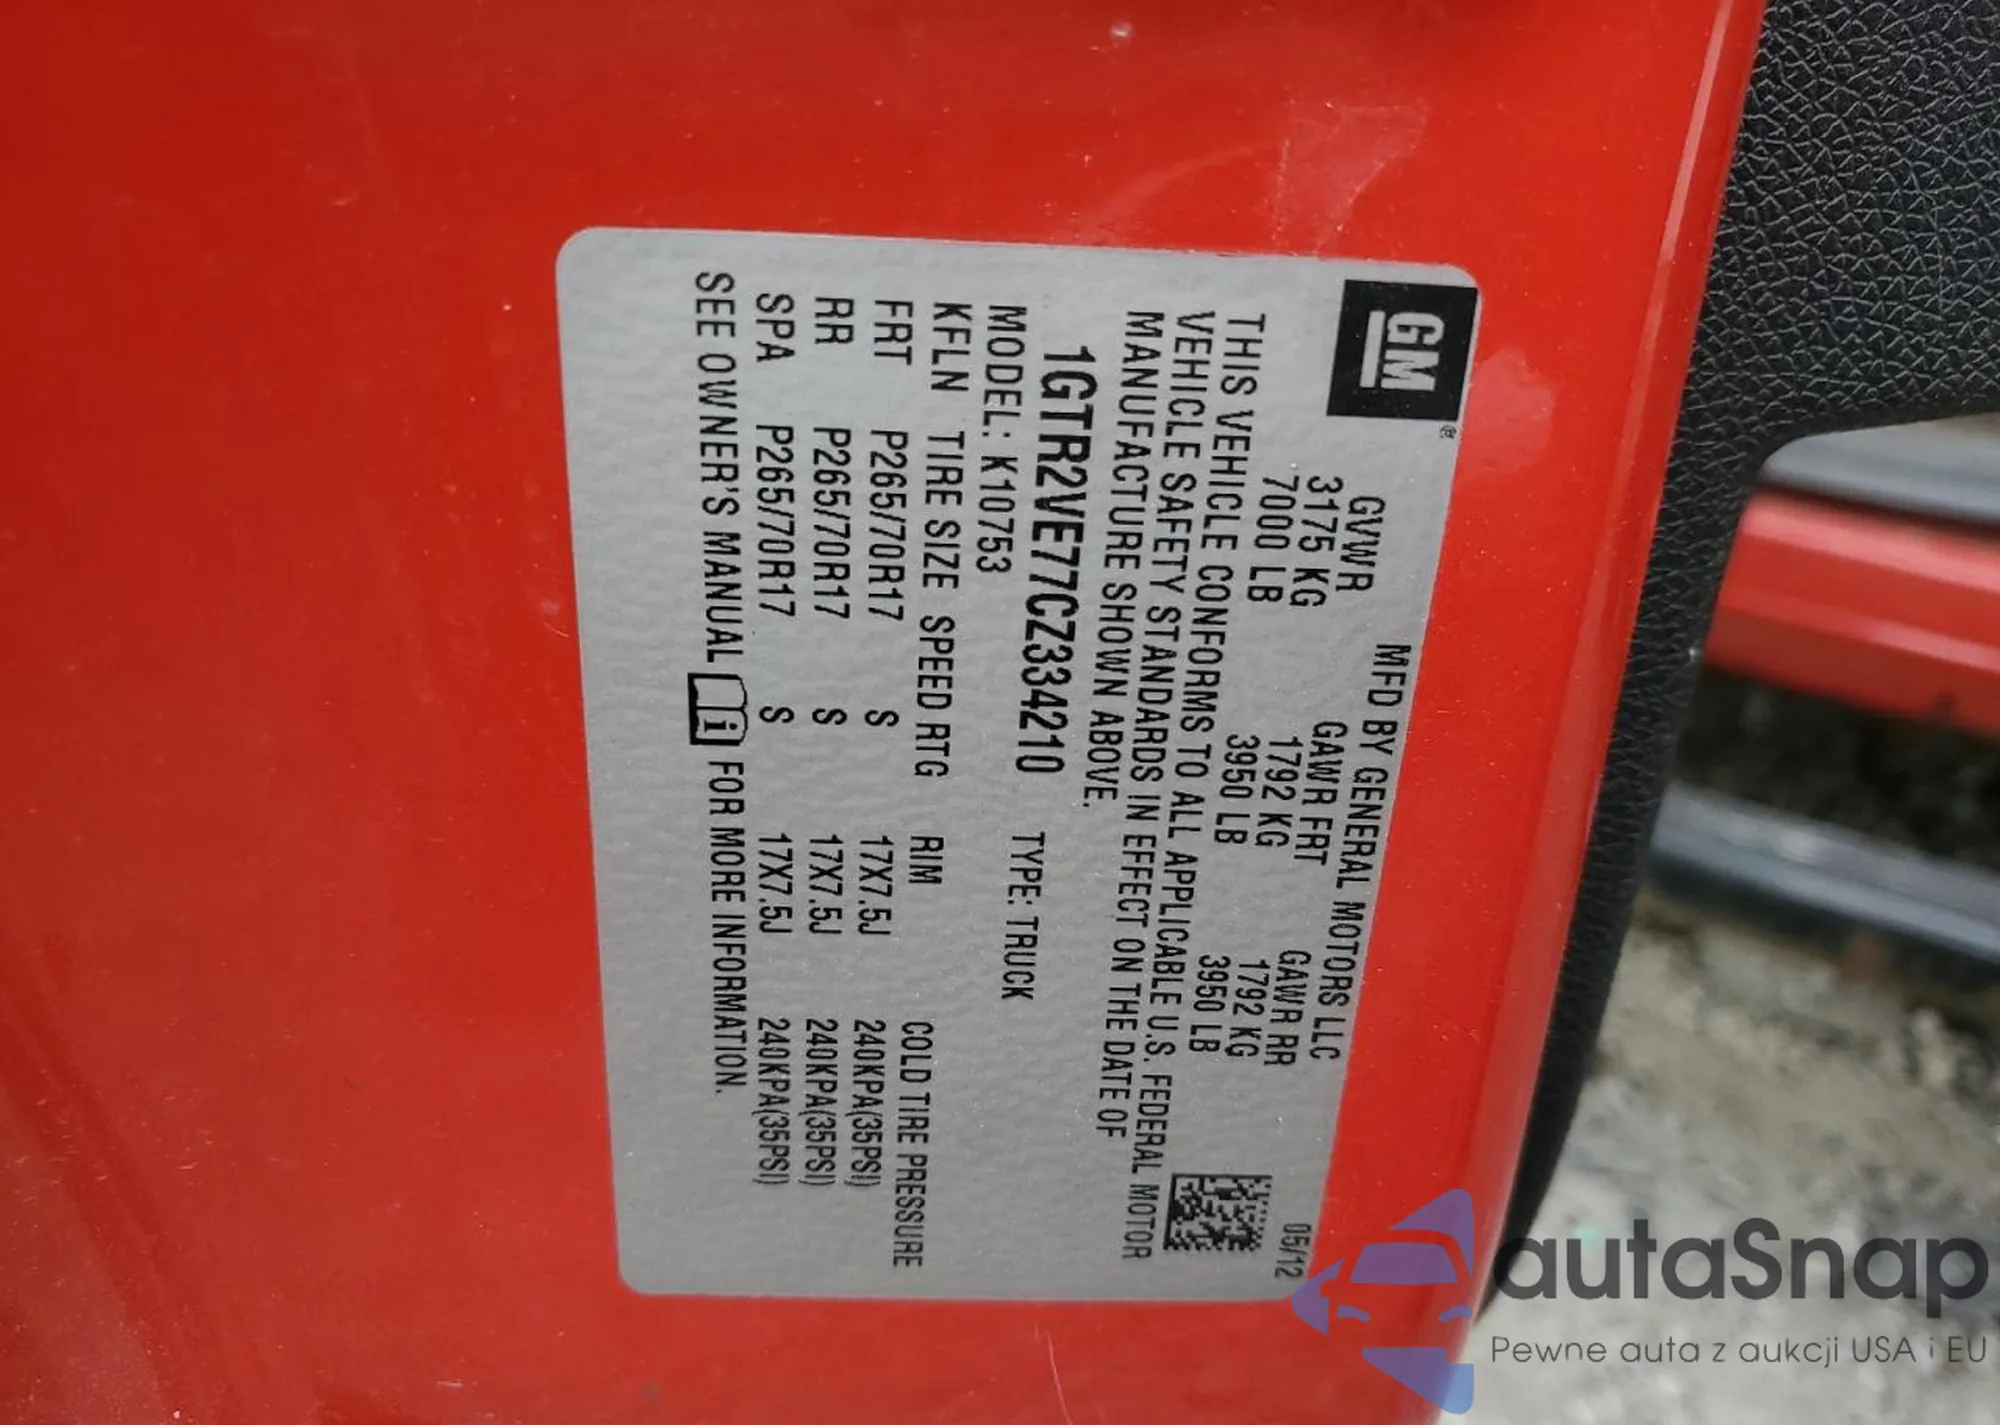 GM®
MFD BY GENERAL MOTORS LLC 05/12
GVWR GAWR FRT GAWR RR
3175 KG 1792 KG 1792 KG
7000 LB 3950 LB 3950 LB
THIS VEHICLE CONFORMS TO ALL APPLICABLE U.S. FEDERAL MOTOR
VEHICLE SAFETY STANDARDS IN EFFECT ON THE DATE OF
MANUFACTURE SHOWN ABOVE.
1GTR2VE77CZ334210 TYPE: TRUCK
MODEL: K10753
KFLN TIRE SIZE SPEED RTG RIM COLD TIRE PRESSURE
FRT P265/70R17 S 17X7.5J 240KPA(35PSI)
RR P265/70R17 S 17X7.5J 240KPA(35PSI)
SPA P265/70R17 S 17X7.5J 240KPA(35PSI)
SEE OWNER'S MANUAL i FOR MORE INFORMATION.
autaSnap
Pewne auta z aukcji USA i EU